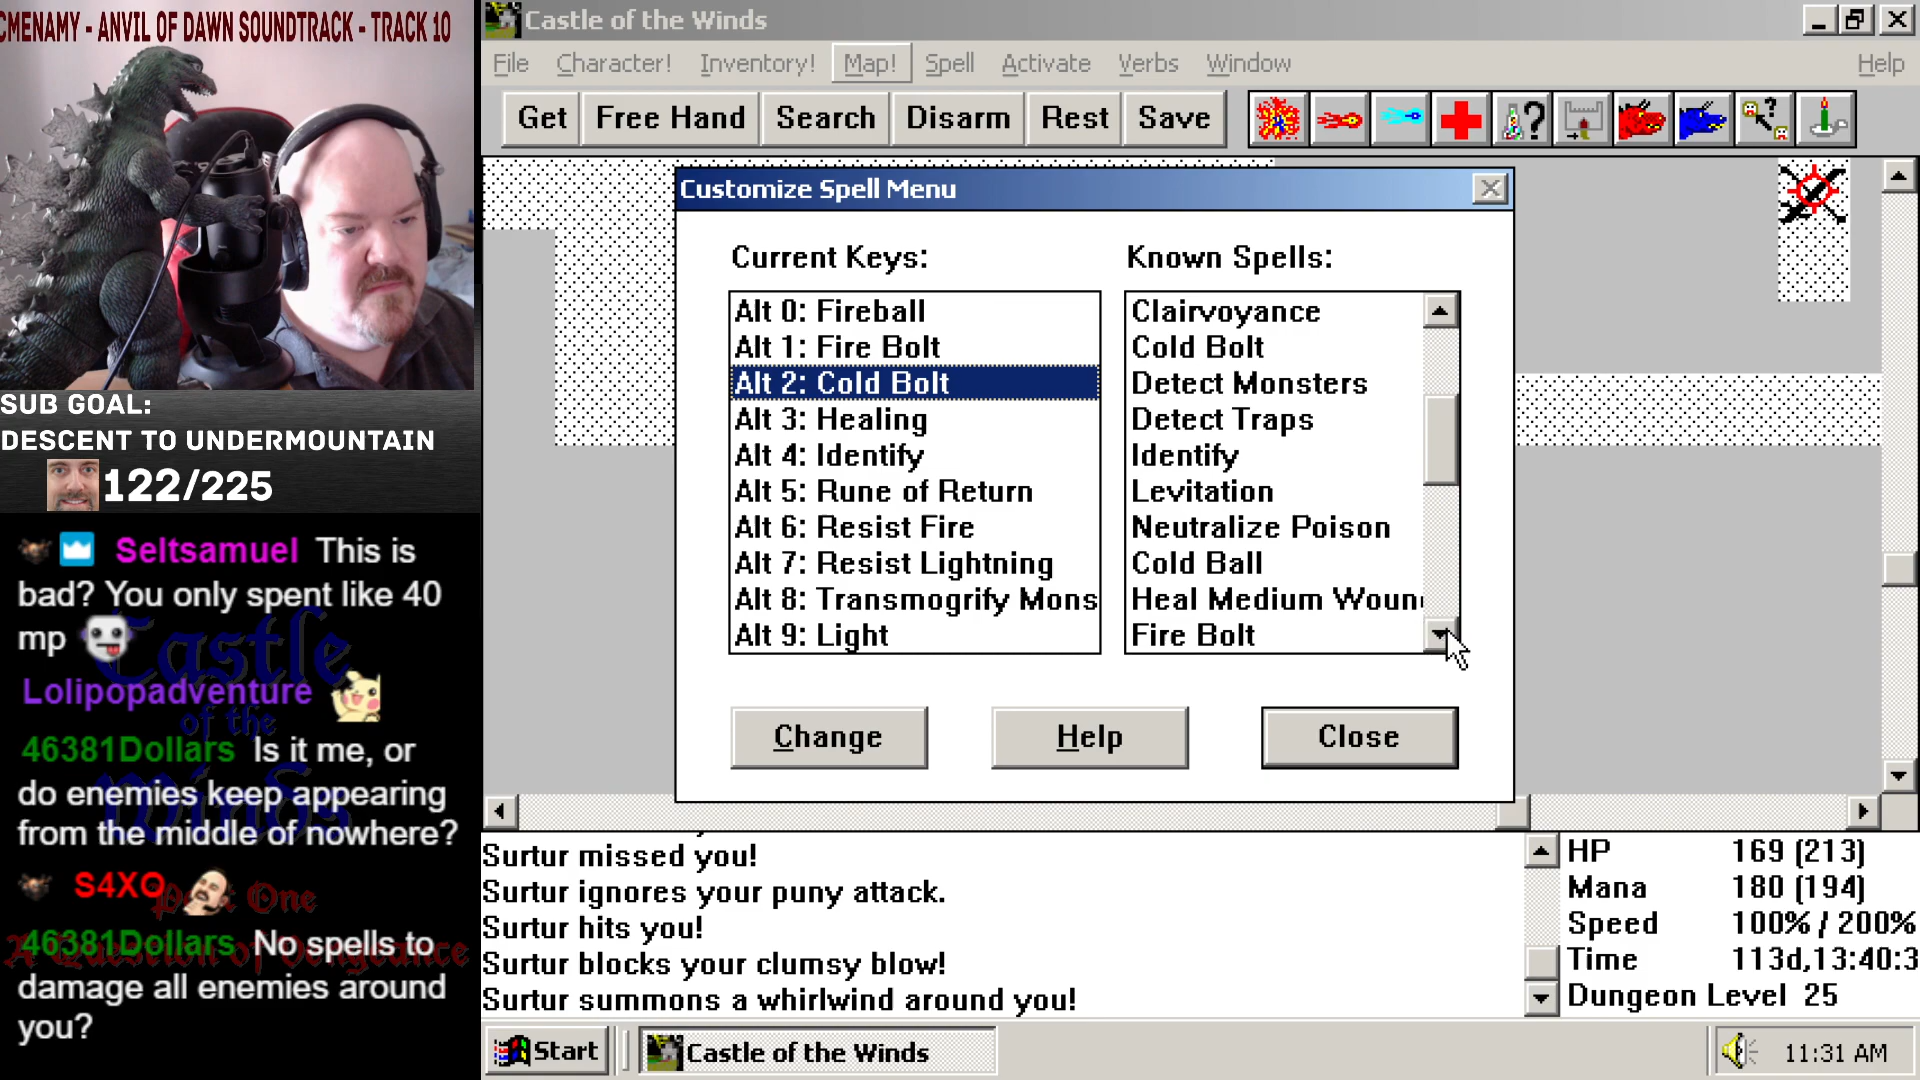 CMENAMY - ANVIL OF DAWN SOUNDTRACK - TRACK 10
SUB GOAL:
DESCENT TO UNDERMOUNTAIN
122/225
Seltsamuel This is
bad? You only spent like 40
mp
Lolipopadventure
46381Dollars Is it me, or
do enemies keep appearing
from the middle of nowhere?
S4XO
46381Dollars No spells to
damage all enemies around
you?
Castle
of the
Winds
Part One
A Question of Vengeance
Castle of the Winds
File Character! Inventory! Map! Spell Activate Verbs Window Help
Get Free Hand Search Disarm Rest Save
Customize Spell Menu
Current Keys:
Alt 0: Fireball
Alt 1: Fire Bolt
Alt 2: Cold Bolt
Alt 3: Healing
Alt 4: Identify
Alt 5: Rune of Return
Alt 6: Resist Fire
Alt 7: Resist Lightning
Alt 8: Transmogrify Mons
Alt 9: Light
Known Spells:
Clairvoyance
Cold Bolt
Detect Monsters
Detect Traps
Identify
Levitation
Neutralize Poison
Cold Ball
Heal Medium Woun
Fire Bolt
Change Help Close
Surtur missed you!
Surtur ignores your puny attack.
Surtur hits you!
Surtur blocks your clumsy blow!
Surtur summons a whirlwind around you!
HP 169 (213)
Mana 180 (194)
Speed 100% / 200%
Time 113d,13:40:3
Dungeon Level 25
Start Castle of the Winds 11:31 AM